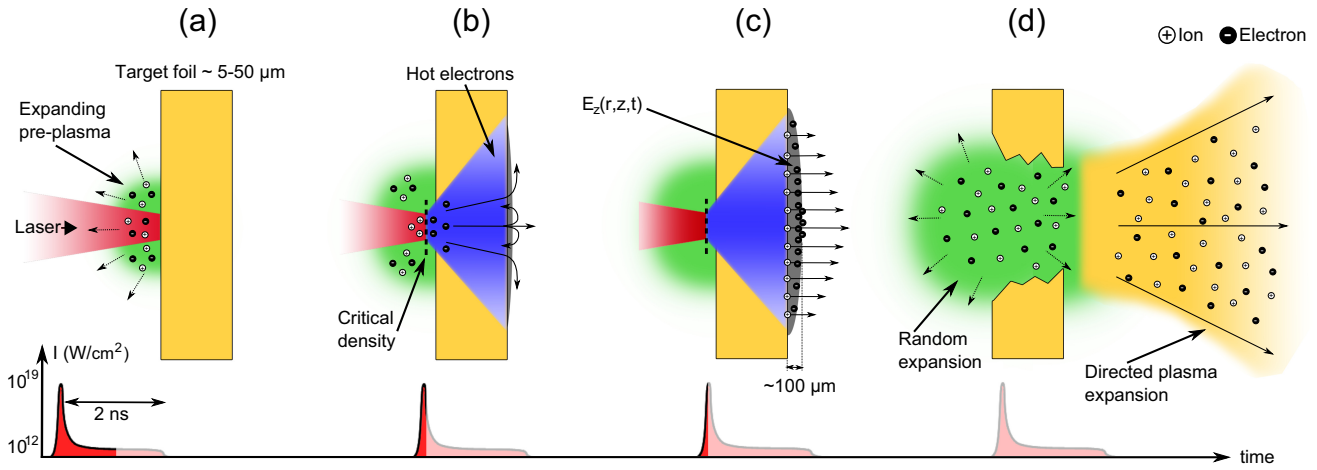 (a)
(b)
(c)
(d)
⊕Ion ⊖Electron
Target foil ~ 5-50 µm
Expanding
pre-plasma
Laser
Hot electrons
Critical
density
E_z(r,z,t)
~100 µm
Random
expansion
Directed plasma
expansion
I (W/cm²)
10¹⁹
2 ns
10¹²
time